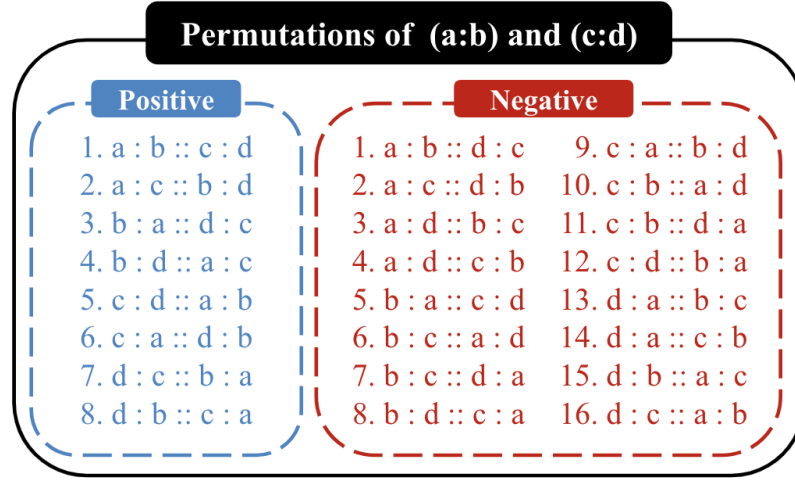 Permutations of (a:b) and (c:d)
Positive
1. a : b :: c : d
2. a : c :: b : d
3. b : a :: d : c
4. b : d :: a : c
5. c : d :: a : b
6. c : a :: d : b
7. d : c :: b : a
8. d : b :: c : a
Negative
1. a : b :: d : c
2. a : c :: d : b
3. a : d :: b : c
4. a : d :: c : b
5. b : a :: c : d
6. b : c :: a : d
7. b : c :: d : a
8. b : d :: c : a
9. c : a :: b : d
10. c : b :: a : d
11. c : b :: d : a
12. c : d :: b : a
13. d : a :: b : c
14. d : a :: c : b
15. d : b :: a : c
16. d : c :: a : b